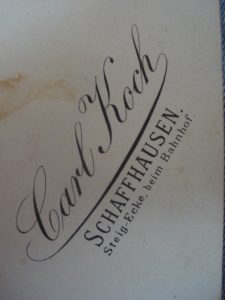 Carl Koch
SCHAFFHAUSEN.
Steig-Ecke, beim Bahnhof.